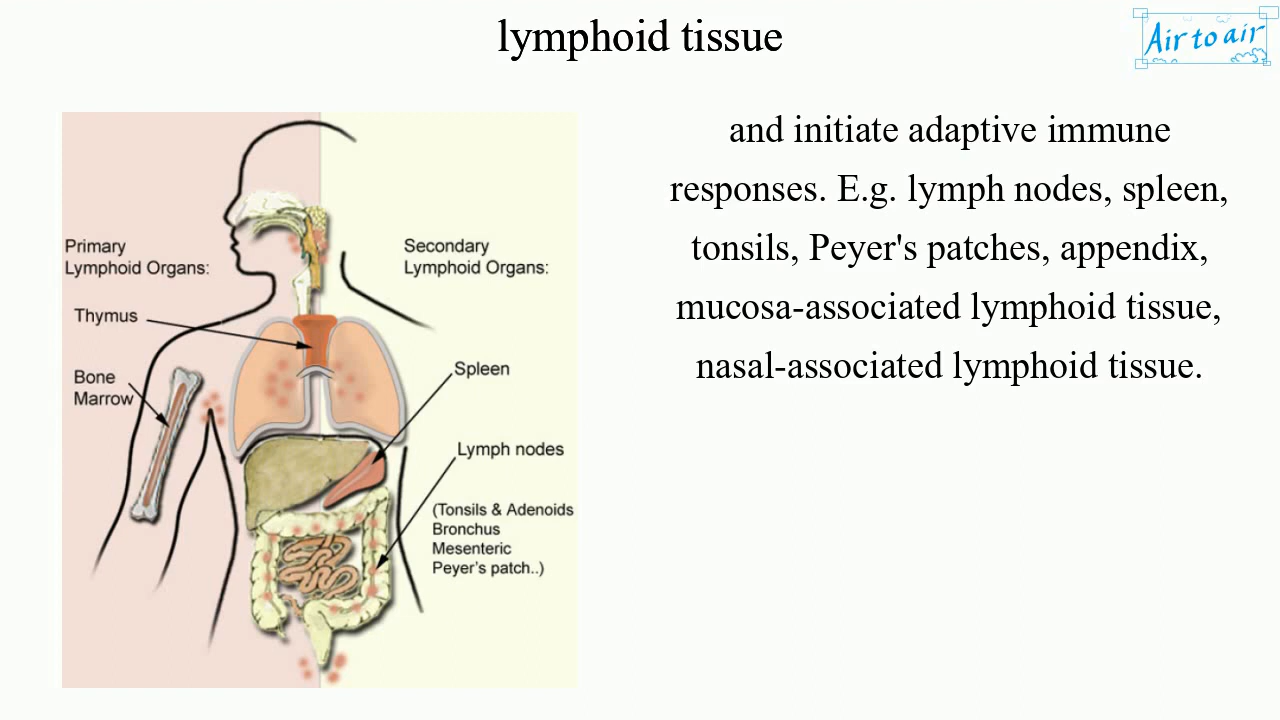 lymphoid tissue
Air to air
Primary
Lymphoid Organs:
Thymus
Bone
Marrow
Secondary
Lymphoid Organs:
Spleen
Lymph nodes
(Tonsils & Adenoids
Bronchus
Mesenteric
Peyer's patch..)
and initiate adaptive immune
responses. E.g. lymph nodes, spleen,
tonsils, Peyer's patches, appendix,
mucosa-associated lymphoid tissue,
nasal-associated lymphoid tissue.